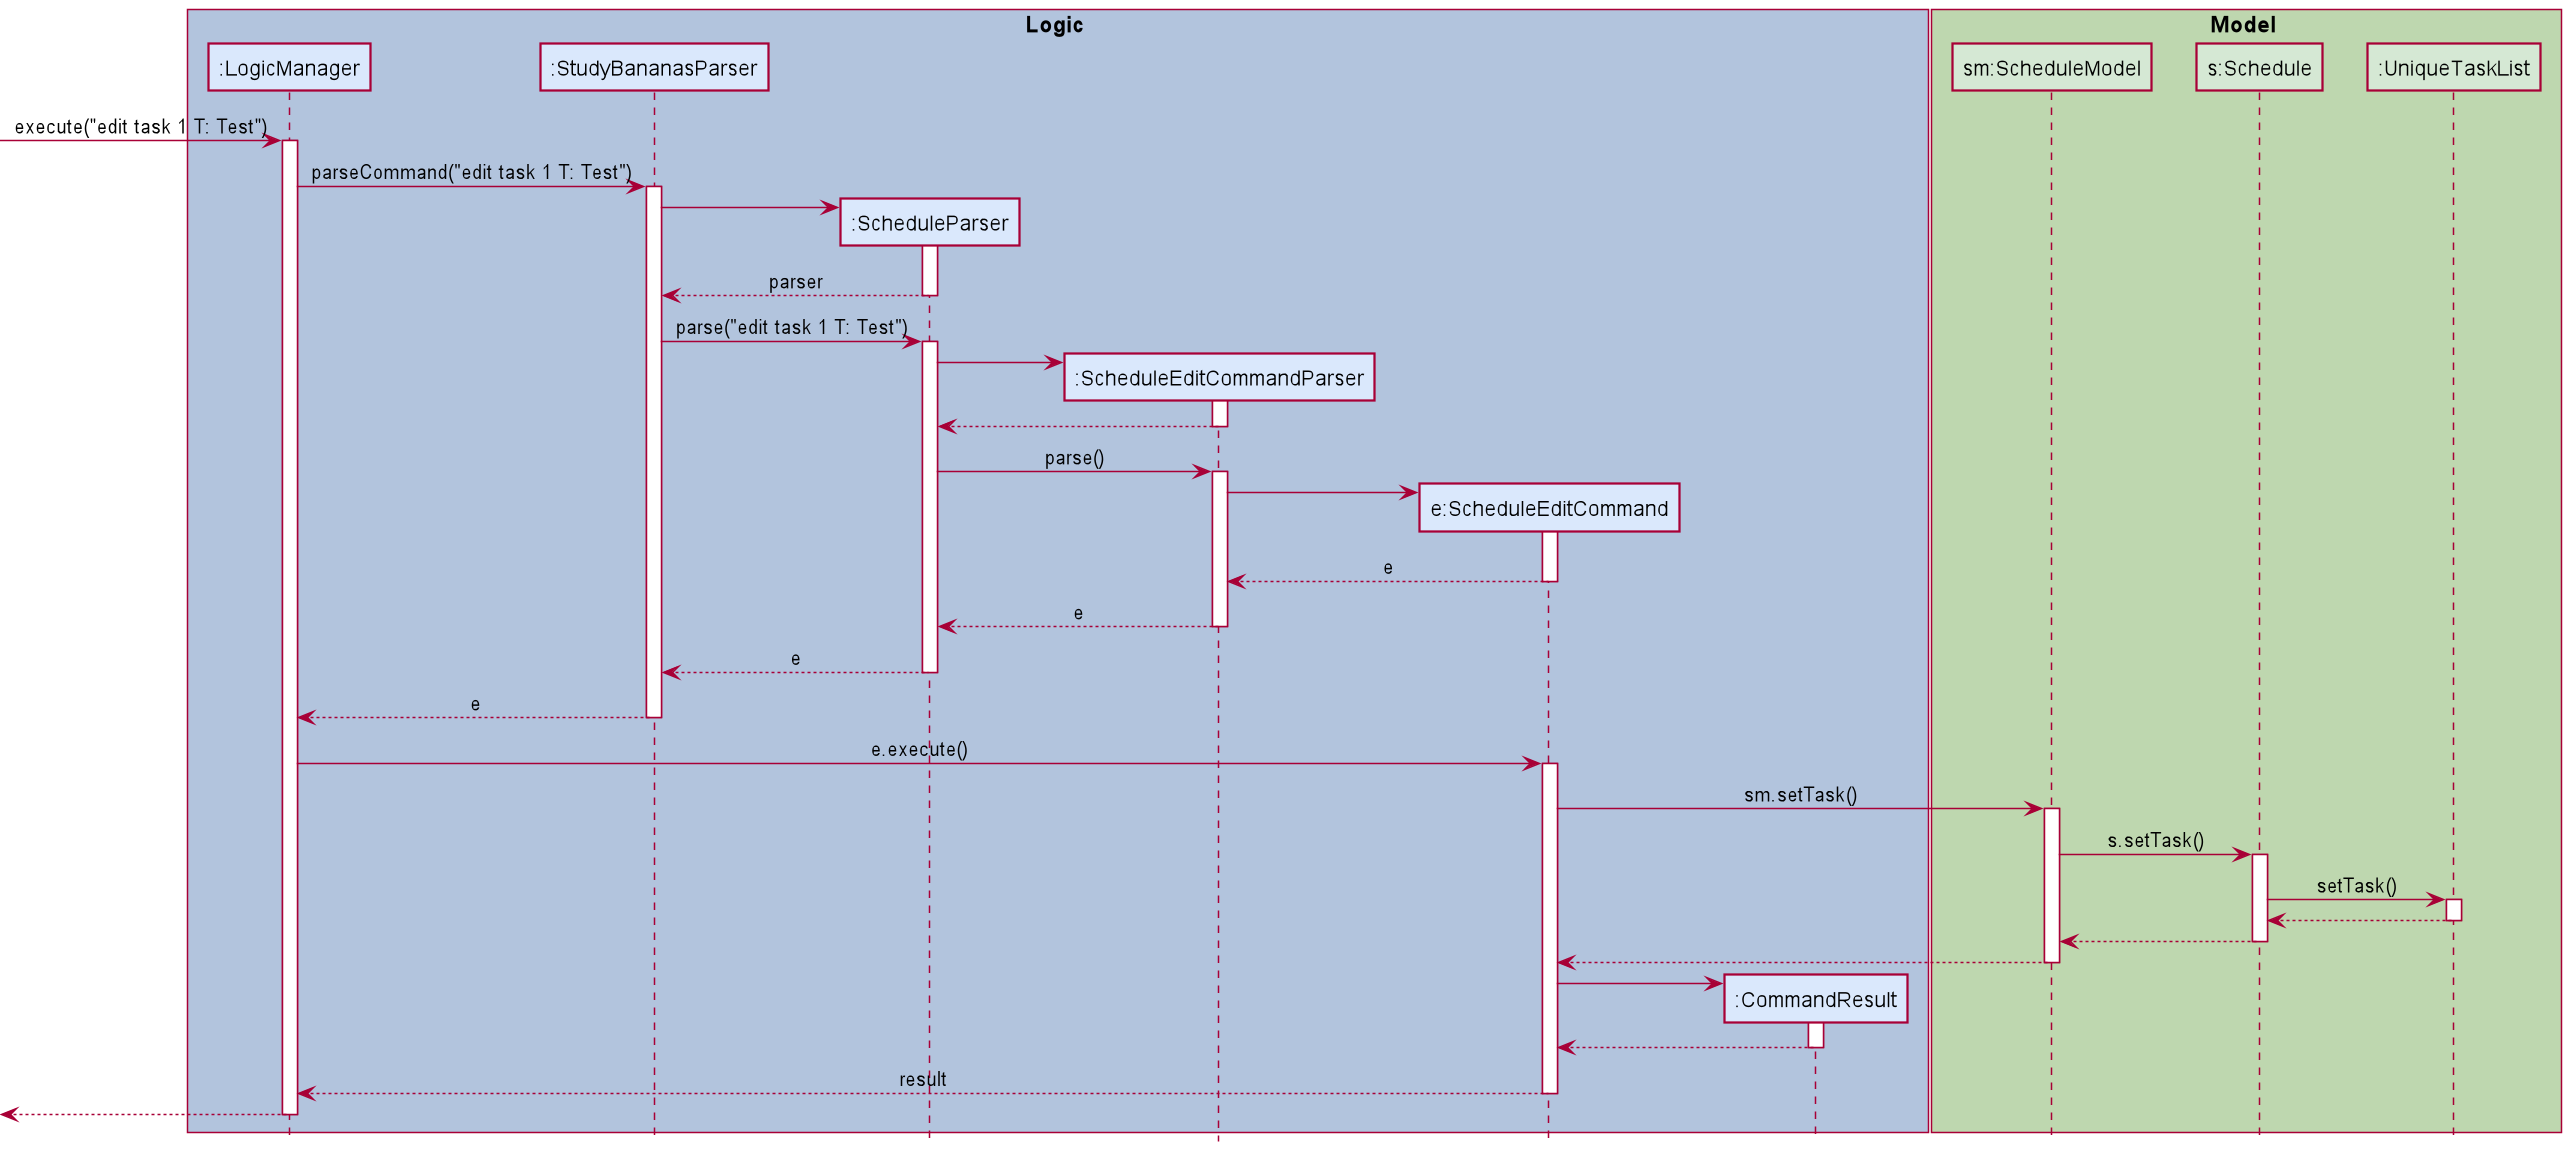 Logic
Model
:LogicManager
:StudyBananasParser
sm:ScheduleModel
s:Schedule
:UniqueTaskList
execute("edit task 1 T: Test")
parseCommand("edit task 1 T: Test")
:ScheduleParser
parser
parse("edit task 1 T: Test")
:ScheduleEditCommandParser
parse()
e:ScheduleEditCommand
e
e
e
e
e.execute()
sm.setTask()
s.setTask()
setTask()
:CommandResult
result